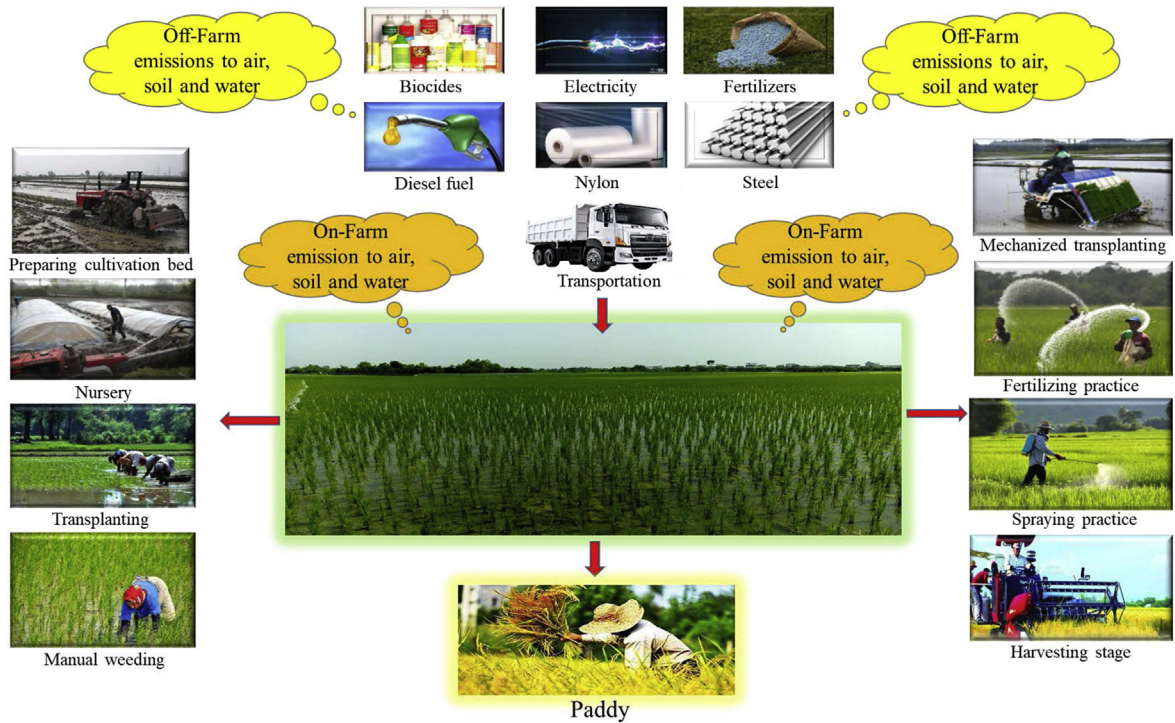 Off-Farm
emissions to air,
soil and water
Biocides
Electricity
Fertilizers
Off-Farm
emissions to air,
soil and water
Diesel fuel
Nylon
Steel
Preparing cultivation bed
On-Farm
emission to air,
soil and water
Transportation
On-Farm
emission to air,
soil and water
Mechanized transplanting
Nursery
Fertilizing practice
Transplanting
Spraying practice
Manual weeding
Harvesting stage
Paddy